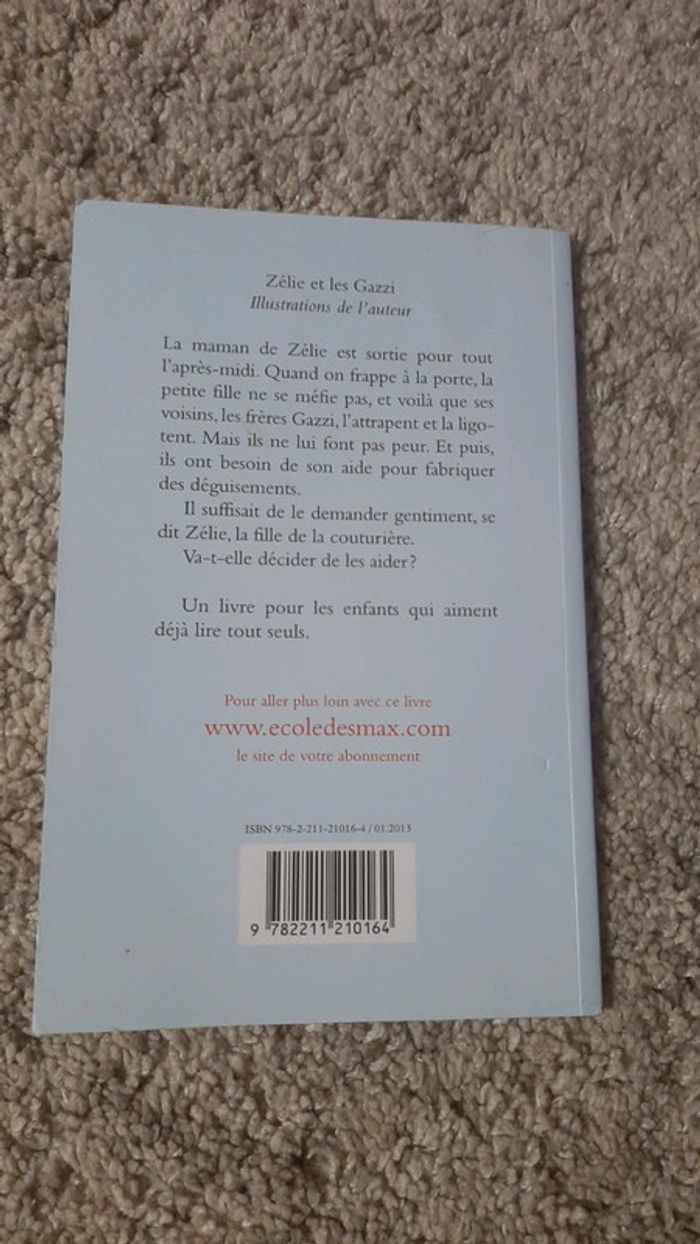 Zélie et les Gazzi
Illustrations de l'auteur
La maman de Zélie est sortie pour tout
l'après-midi. Quand on frappe à la porte, la
petite fille ne se méfie pas, et voilà que ses
voisins, les frères Gazzi, l'attrapent et la ligo-
tent. Mais ils ne lui font pas peur. Et puis,
ils ont besoin de son aide pour fabriquer
des déguisements.
Il suffisait de le demander gentiment, se
dit Zélie, la fille de la couturière.
Va-t-elle décider de les aider ?
Un livre pour les enfants qui aiment
déjà lire tout seuls.
Pour aller plus loin avec ce livre
www.ecoledesmax.com
le site de votre abonnement
ISBN 978-2-211-21016-4 / 01.2013
9 782211 210164